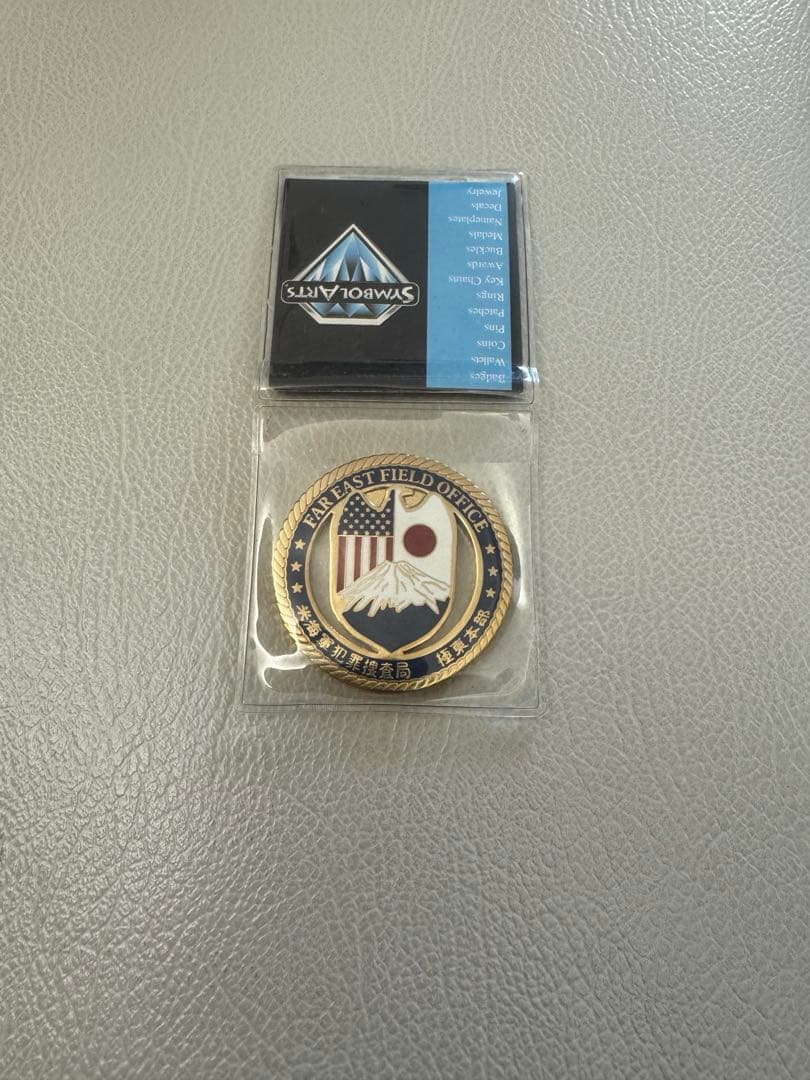 Jewelry
Decals
Nameplates
Medals
Buckles
Awards
Key Chains
Rings
Patches
Pins
Coins
Wallets
Badges
SYMBOLARTS
FAR EAST FIELD OFFICE
米海軍犯罪捜査局 極東本部